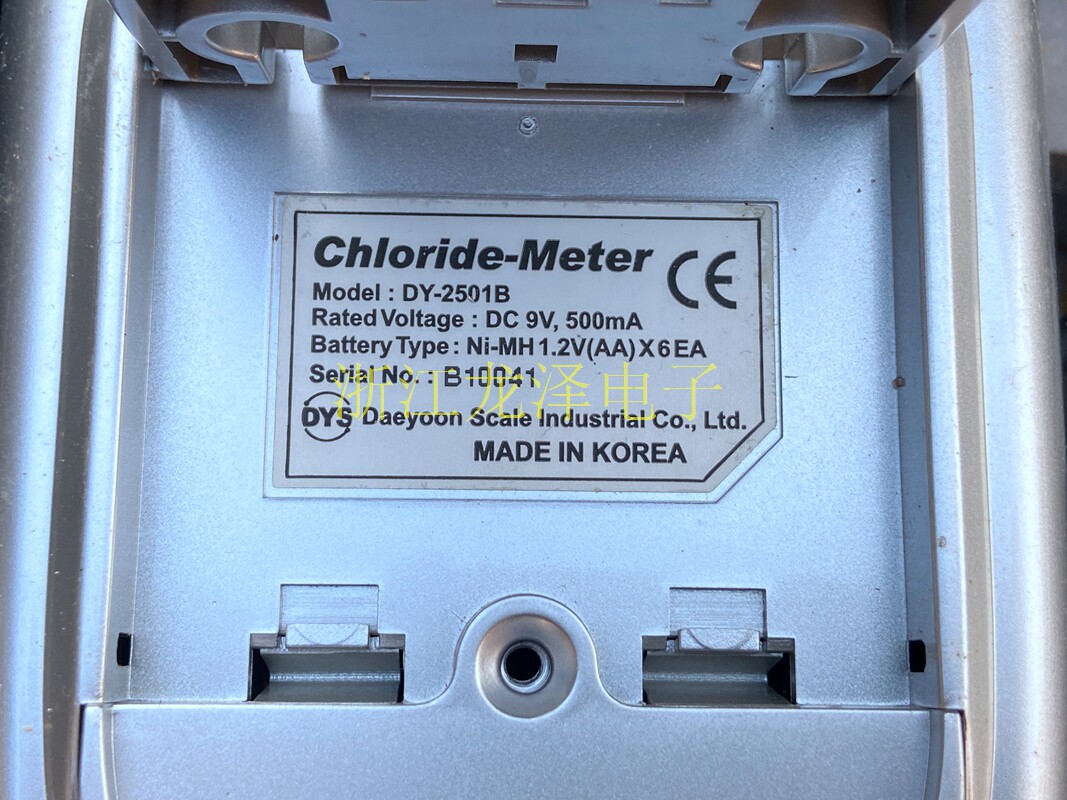 Chloride-Meter CE
Model : DY-2501B
Rated Voltage : DC 9V, 500mA
Battery Type : Ni-MH 1.2V(AA) X 6 EA
Serial No. : B10041
浙江龙泽电子
DYS Daeyoon Scale Industrial Co., Ltd.
MADE IN KOREA